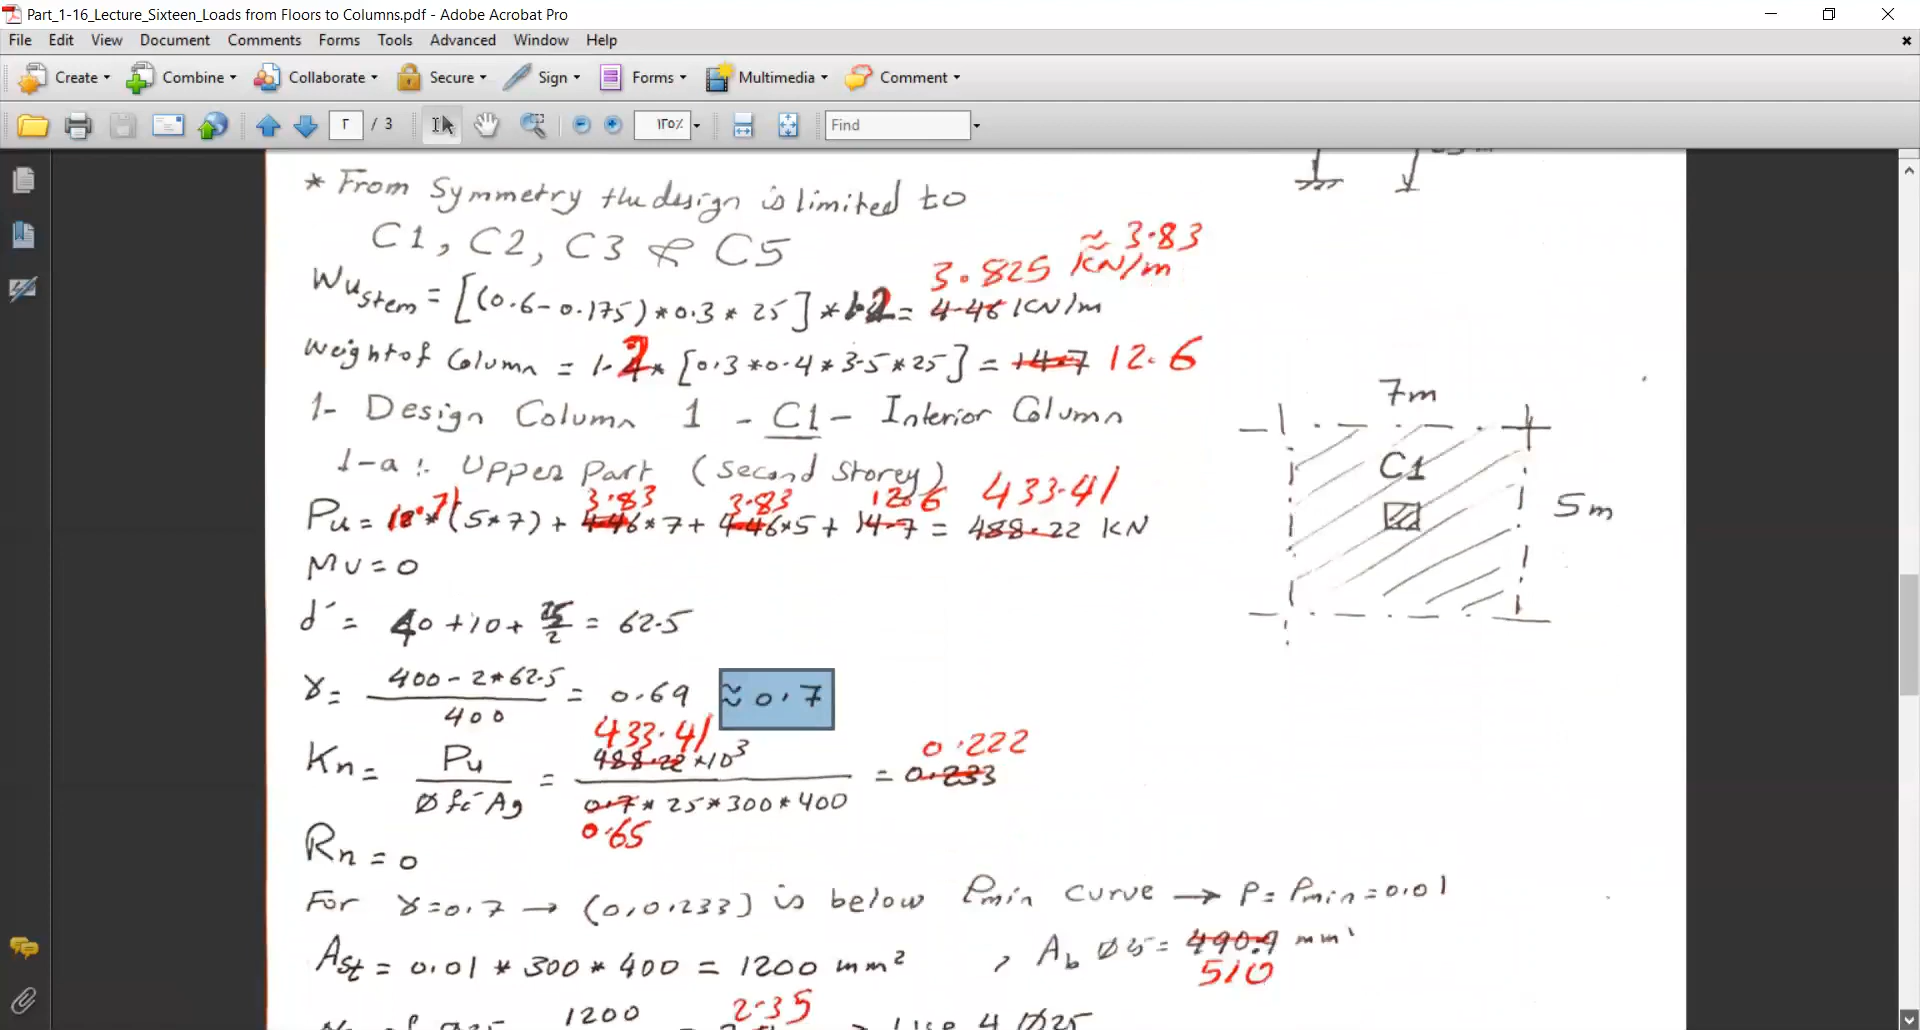 Part_1-16_Lecture_Sixteen_Loads from Floors to Columns.pdf - Adobe Acrobat Pro
File Edit View Document Comments Forms Tools Advanced Window Help
Create Combine Collaborate Secure Sign Forms Multimedia Comment
٢ / 3 ١٢٥٪ Find
* From Symmetry the design is limited to
C1, C2, C3 & C5
≈ 3.83
3.825 KN/m
Wu stem = [(0.6-0.175)*0.3*25]*1.2 = 4.46 KN/m
weight of Column = 1.2* [0.3*0.4*3.5*25] = 14.7 12.6
7m
1- Design Column 1 - C1 - Interior Column
C1
1-a:. Upper part (Second Storey)
3.83 3.83 12.6 433.41
Pu = 10.71*(5*7) + 4.46*7 + 4.46*5 + 14.7 = 488.22 KN
5m
Mu = 0
d' = 40 + 10 + 25/2 = 62.5
γ = (400 - 2*62.5)/400 = 0.69 ≈ 0.7
433.41
0.222
Kn = Pu/(Ø fc' Ag) = (488.22*10³)/(0.7*25*300*400) = 0.233
0.65
Rn = 0
For γ=0.7 → (0,0.233) is below ρmin curve → ρ = ρmin = 0.01
Ast = 0.01 * 300 * 400 = 1200 mm² , Ab Ø25 = 490.9 mm²
510
1200 2.35
4 Ø25